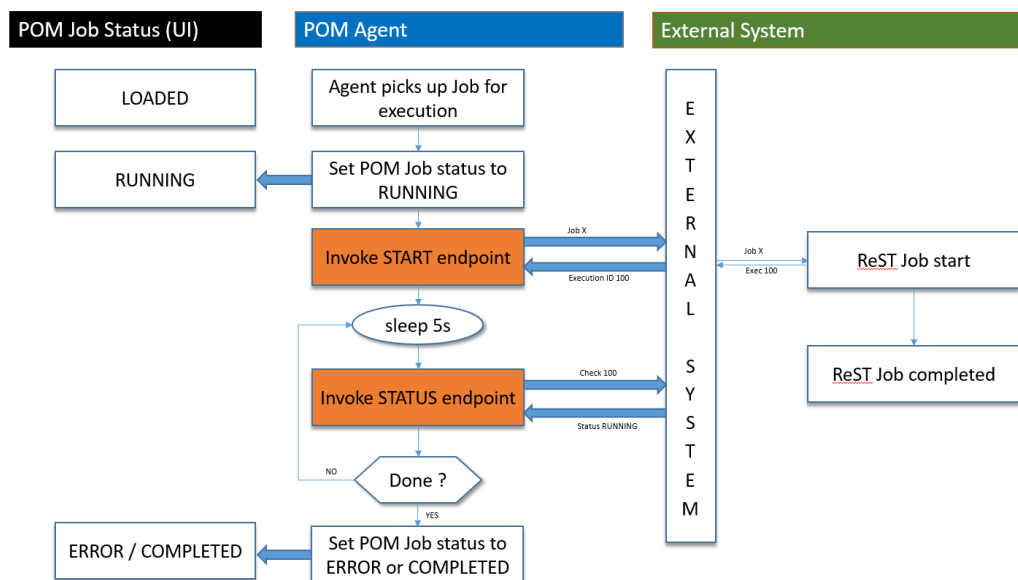 POM Job Status (UI)
POM Agent
External System
LOADED
Agent picks up Job for
execution
RUNNING
Set POM Job status to
RUNNING
Invoke START endpoint
Job X
Execution ID 100
E
X
T
E
R
N
A
L
S
Y
S
T
E
M
Job X
Exec 100
ReST Job start
sleep 5s
Invoke STATUS endpoint
Check 100
Status RUNNING
ReST Job completed
Done ?
NO
YES
ERROR / COMPLETED
Set POM Job status to
ERROR or COMPLETED